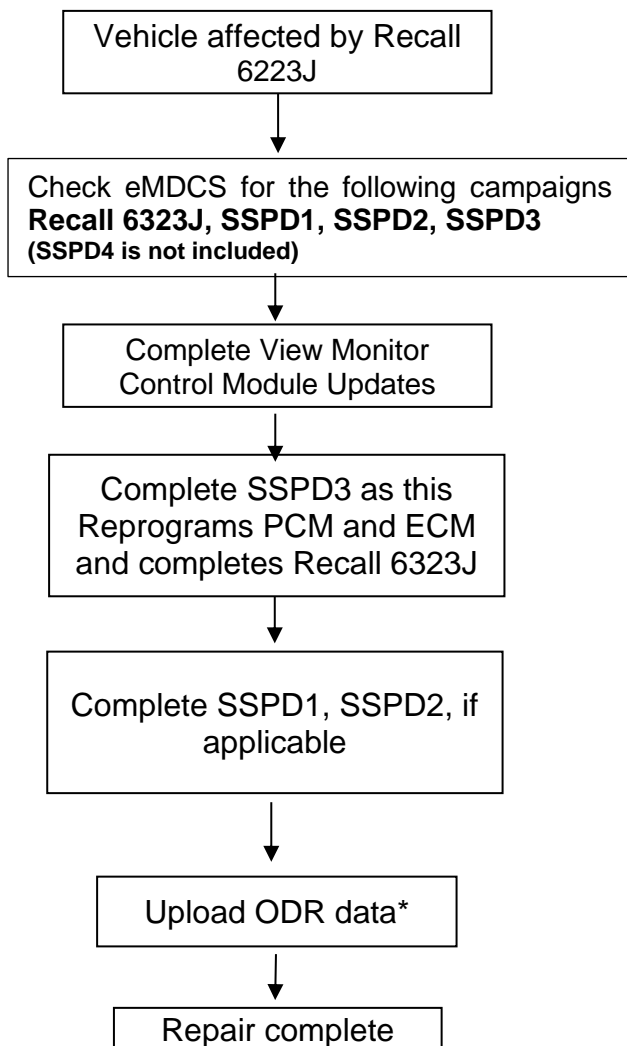 Vehicle affected by Recall
6223J
Check eMDCS for the following campaigns
Recall 6323J, SSPD1, SSPD2, SSPD3
(SSPD4 is not included)
Complete View Monitor
Control Module Updates
Complete SSPD3 as this
Reprograms PCM and ECM
and completes Recall 6323J
Complete SSPD1, SSPD2, if
applicable
Upload ODR data*
Repair complete